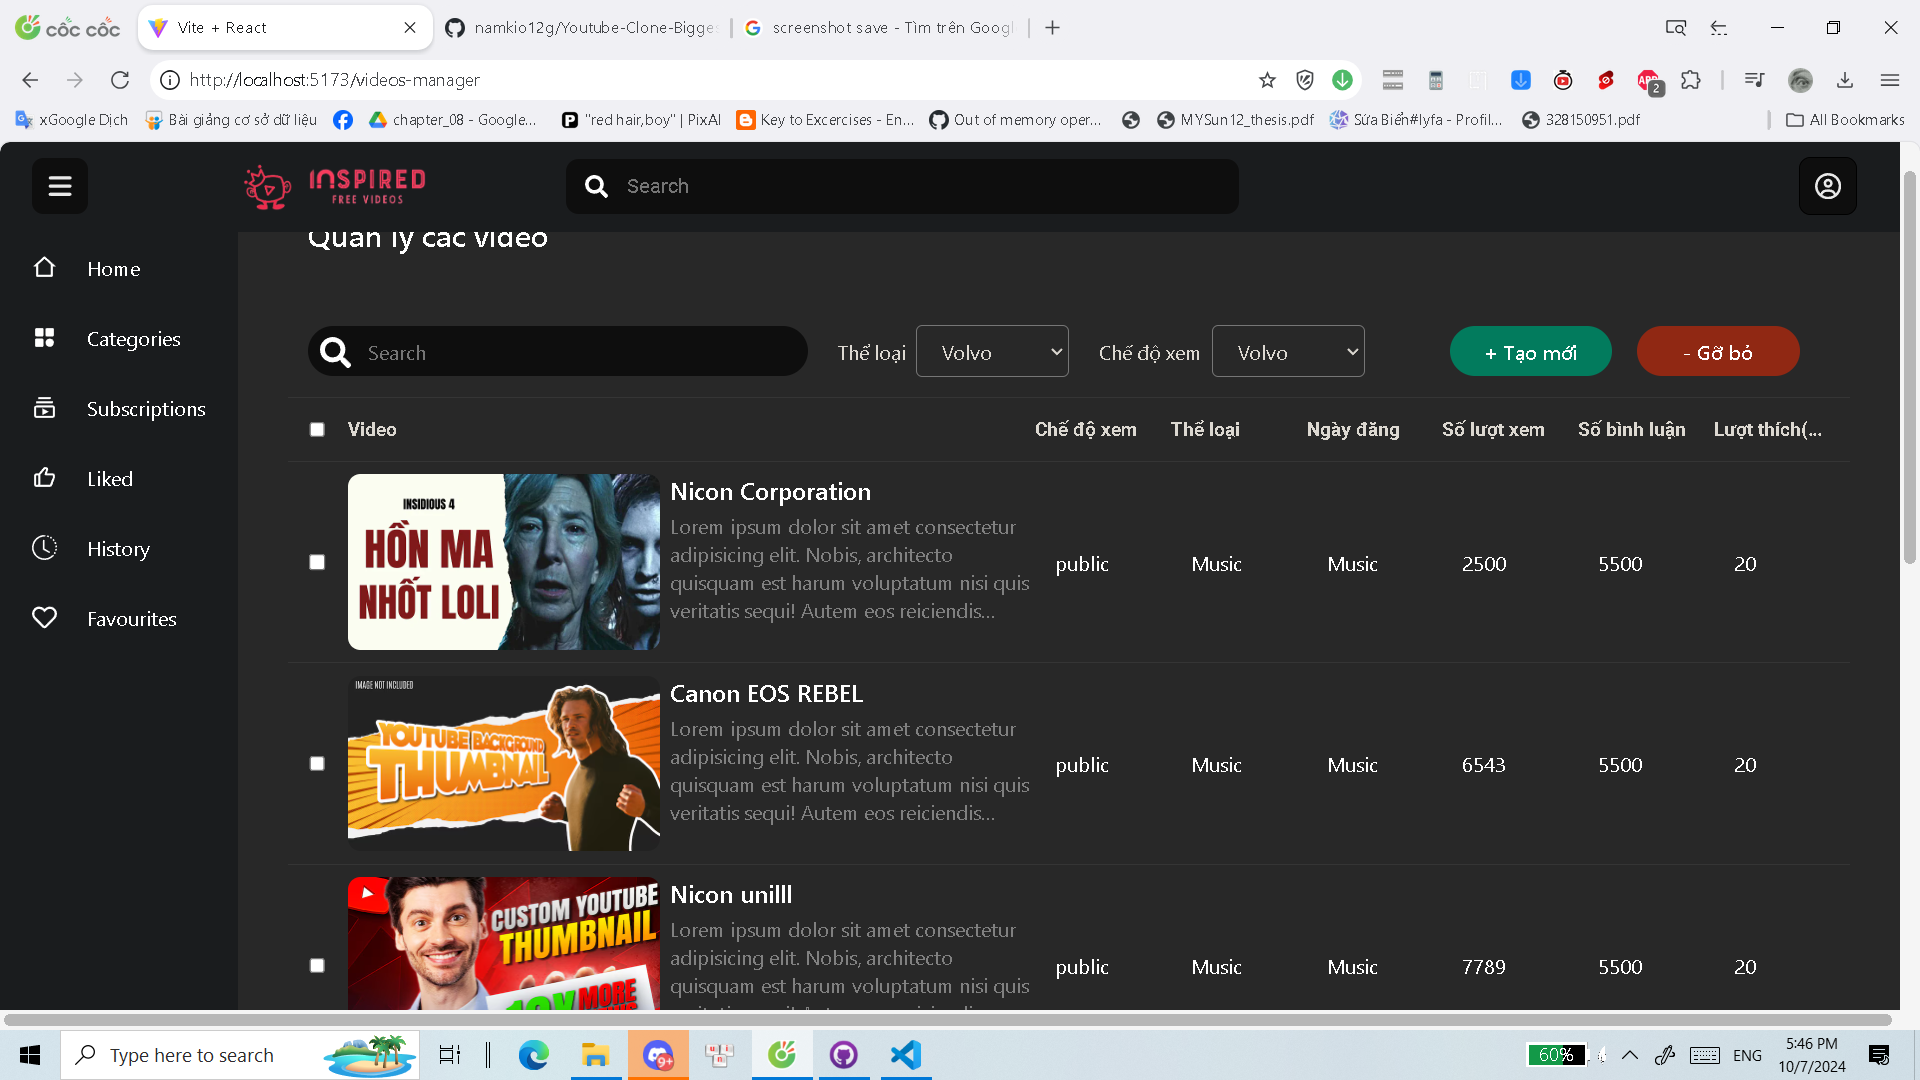 cốc cốc
Vite + React
namkio12g/Youtube-Clone-Bigges
screenshot save - Tìm trên Googl
http://localhost:5173/videos-manager
2
xGoogle Dịch
Bài giảng cơ sở dữ liệu
chapter_08 - Google...
"red hair,boy" | PixAI
Key to Excercises - En...
Out of memory oper...
MYSun12_thesis.pdf
Sứa Biển#lyfa - Profil...
328150951.pdf
All Bookmarks
INSPIRED
FREE VIDEOS
Search
Quản lý các video
Home
Categories
Subscriptions
Liked
History
Favourites
Search
Thể loại
Volvo
Chế độ xem
Volvo
+ Tạo mới
- Gỡ bỏ
Video
Chế độ xem
Thể loại
Ngày đăng
Số lượt xem
Số bình luận
Lượt thích(...
INSIDIOUS 4
HỒN MA
NHỐT LOLI
Nicon Corporation
Lorem ipsum dolor sit amet consectetur
adipisicing elit. Nobis, architecto
quisquam est harum voluptatum nisi quis
veritatis sequi! Autem eos reiciendis...
public
Music
Music
2500
5500
20
IMAGE NOT INCLUDED
YOUTUBE BACKGROUND
THUMBNAIL
Canon EOS REBEL
Lorem ipsum dolor sit amet consectetur
adipisicing elit. Nobis, architecto
quisquam est harum voluptatum nisi quis
veritatis sequi! Autem eos reiciendis...
public
Music
Music
6543
5500
20
CUSTOM YOUTUBE
THUMBNAIL
10X MORE
Nicon unilll
Lorem ipsum dolor sit amet consectetur
adipisicing elit. Nobis, architecto
quisquam est harum voluptatum nisi quis
public
Music
Music
7789
5500
20
Type here to search
9+
60%
ENG
5:46 PM
10/7/2024